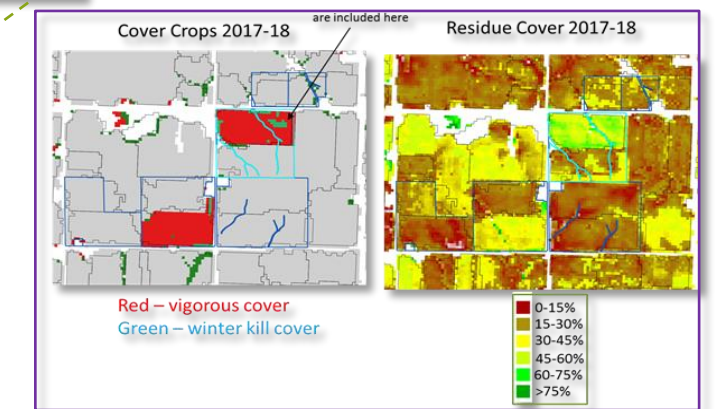 are included here
Cover Crops 2017-18
Residue Cover 2017-18
Red – vigorous cover
Green – winter kill cover
0-15%
15-30%
30-45%
45-60%
60-75%
>75%